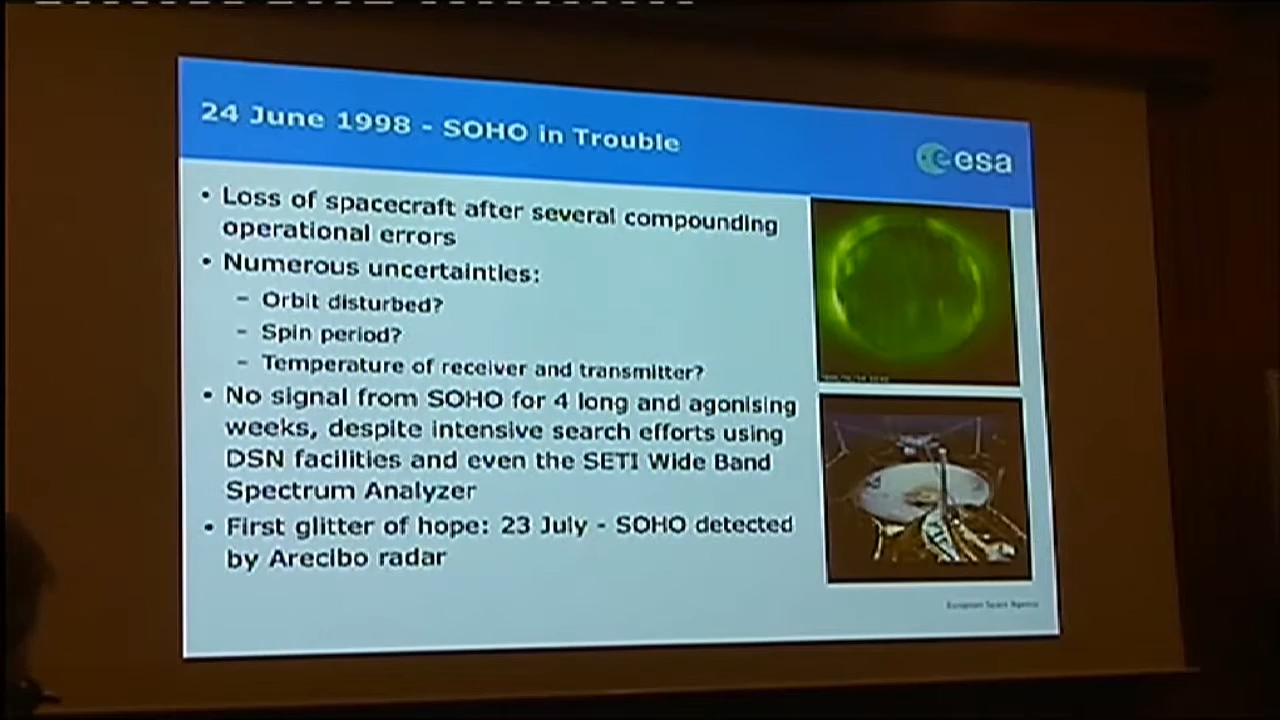 24 June 1998 - SOHO in Trouble
esa
• Loss of spacecraft after several compounding
operational errors
• Numerous uncertainties:
– Orbit disturbed?
– Spin period?
– Temperature of receiver and transmitter?
• No signal from SOHO for 4 long and agonising
weeks, despite intensive search efforts using
DSN facilities and even the SETI Wide Band
Spectrum Analyzer
• First glitter of hope: 23 July - SOHO detected
by Arecibo radar
European Space Agency